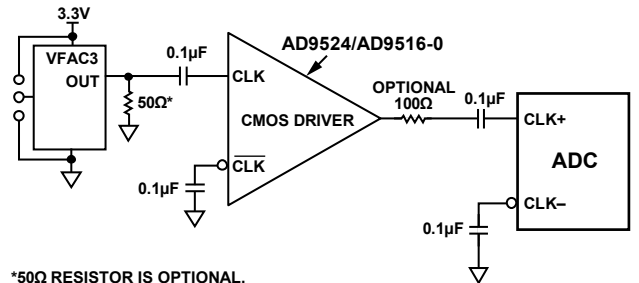 3.3V
VFAC3
OUT
50Ω*
0.1µF
CLK
AD9524/AD9516-0
CMOS DRIVER
CLK
0.1µF
OPTIONAL
100Ω
0.1µF
CLK+
ADC
CLK–
0.1µF
*50Ω RESISTOR IS OPTIONAL.